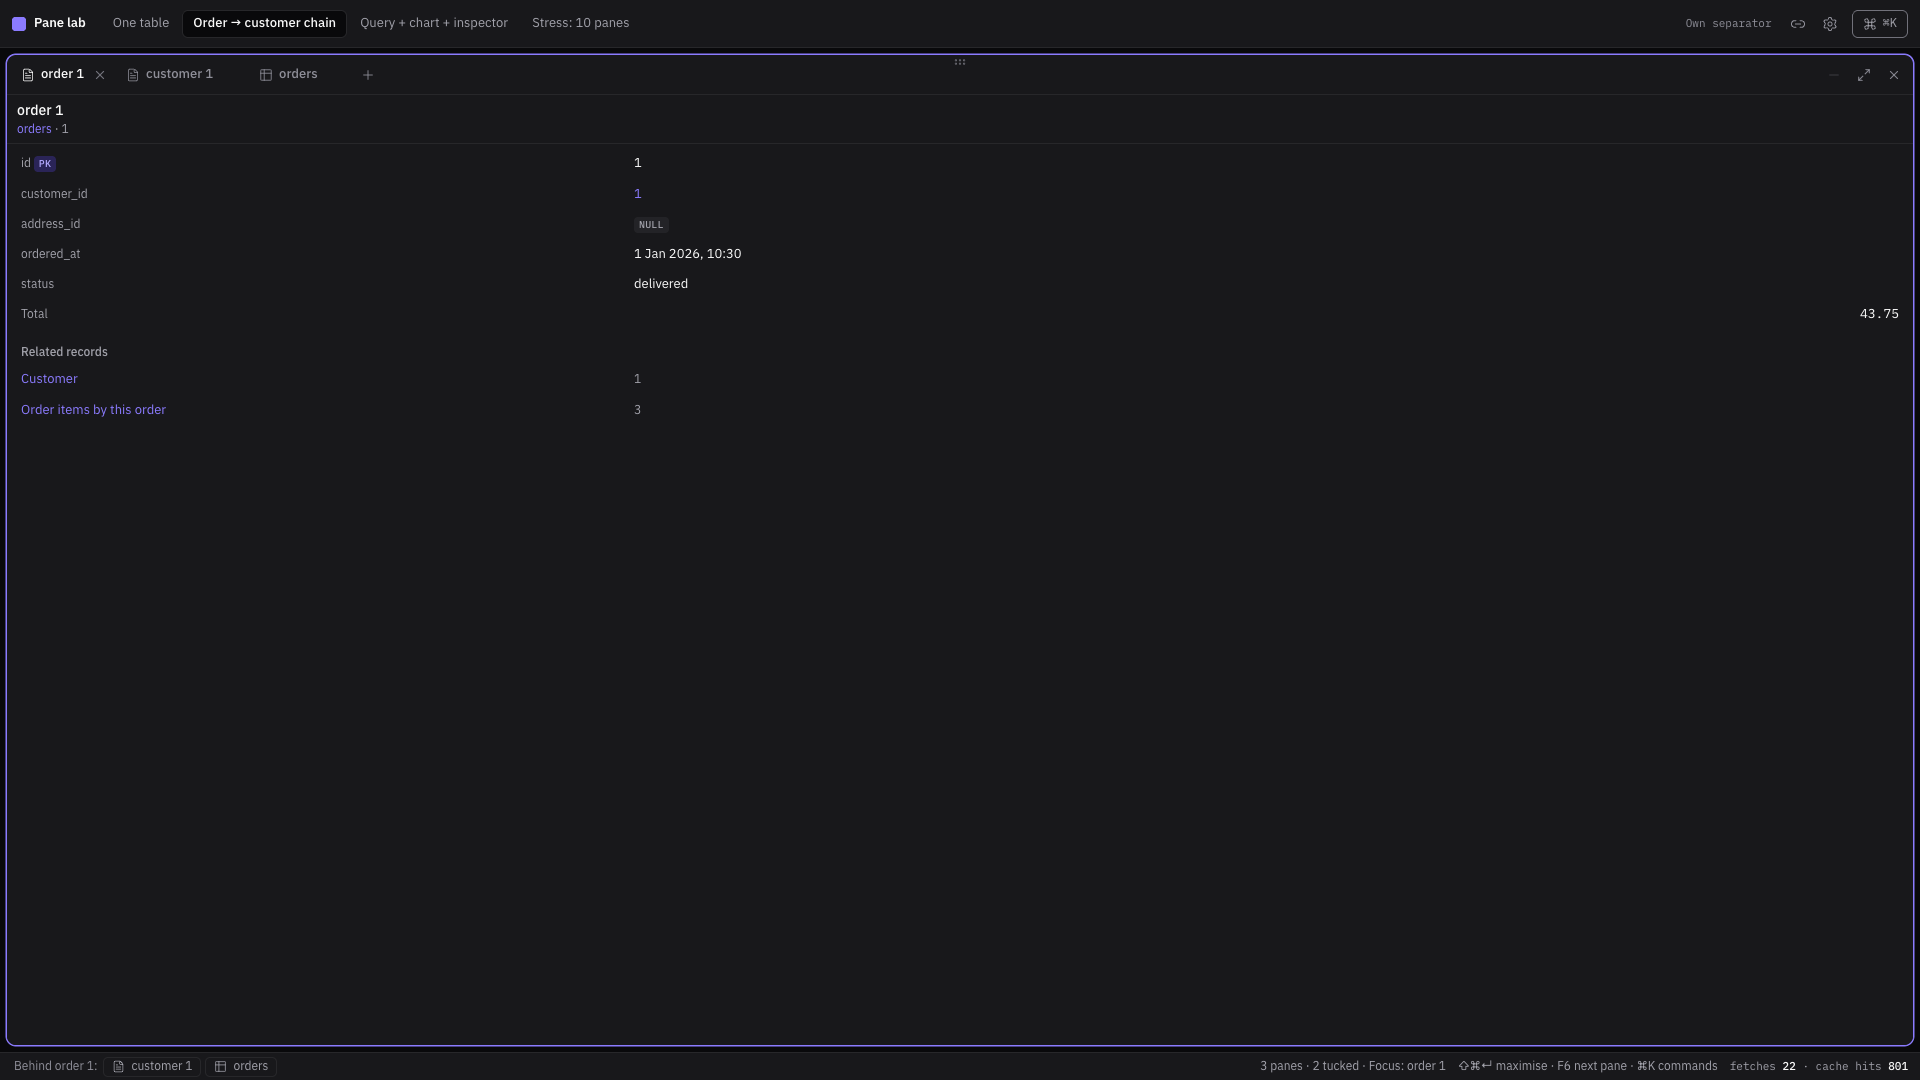 Pane lab One table Order → customer chain Query + chart + inspector Stress: 10 panes Own separator ⌘ ⌘K
order 1 customer 1 orders
order 1
orders · 1
id PK 1
customer_id 1
address_id NULL
ordered_at 1 Jan 2026, 10:30
status delivered
Total 43.75
Related records
Customer 1
Order items by this order 3
Behind order 1: customer 1 orders 3 panes · 2 tucked · Focus: order 1 ⇧⌘↵ maximise · F6 next pane · ⌘K commands fetches 22 · cache hits 801